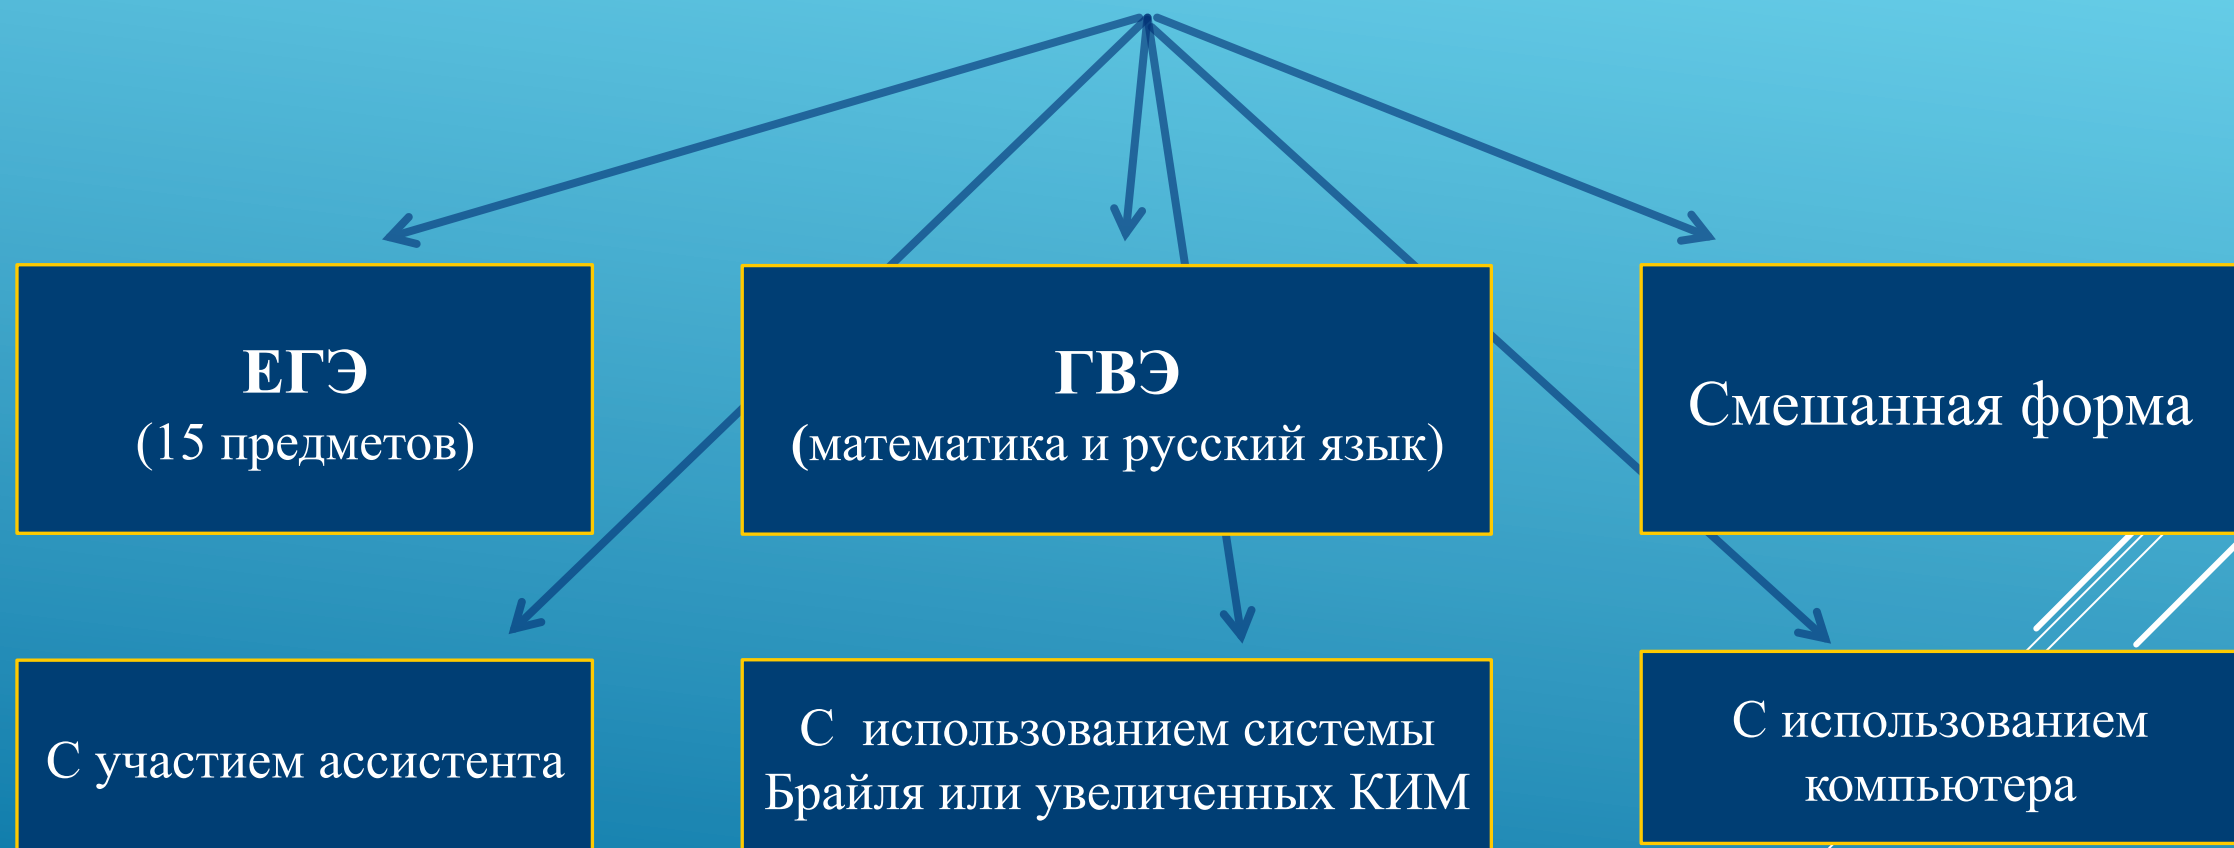 ЕГЭ
(15 предметов)
ГВЭ
(математика и русский язык)
Смешанная форма
С участием ассистента
С  использованием системы
Брайля или увеличенных КИМ
С использованием
компьютера